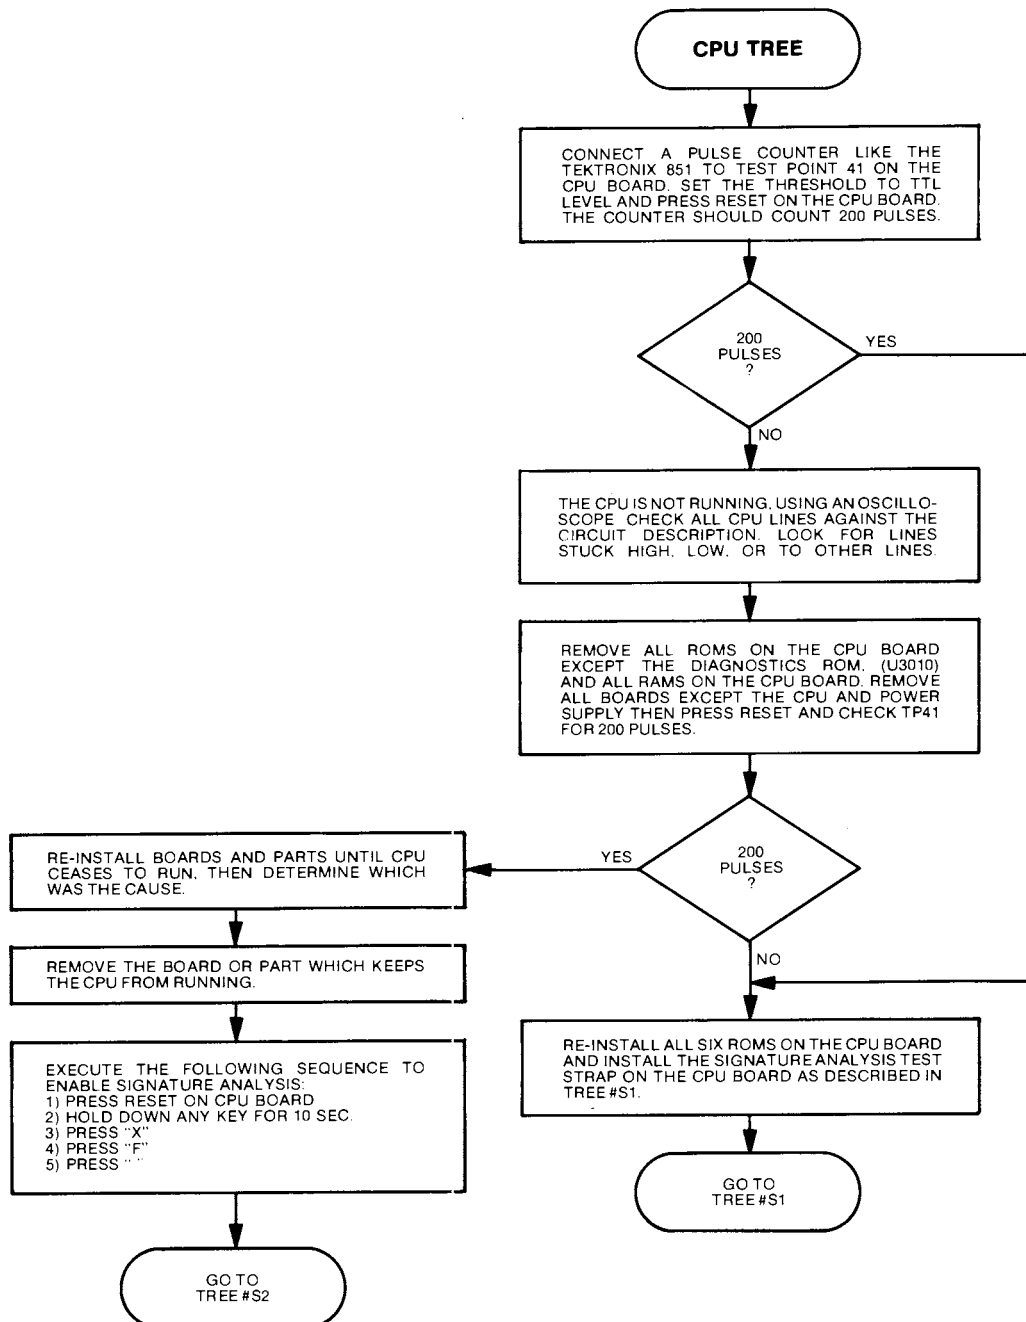 CPU TREE
CONNECT A PULSE COUNTER LIKE THE
TEKTRONIX 851 TO TEST POINT 41 ON THE
CPU BOARD. SET THE THRESHOLD TO TTL
LEVEL AND PRESS RESET ON THE CPU BOARD.
THE COUNTER SHOULD COUNT 200 PULSES.
200
PULSES
?
YES
NO
THE CPU IS NOT RUNNING, USING AN OSCILLO-
SCOPE CHECK ALL CPU LINES AGAINST THE
CIRCUIT DESCRIPTION. LOOK FOR LINES
STUCK HIGH, LOW, OR TO OTHER LINES.
REMOVE ALL ROMS ON THE CPU BOARD
EXCEPT THE DIAGNOSTICS ROM, (U3010)
AND ALL RAMS ON THE CPU BOARD. REMOVE
ALL BOARDS EXCEPT THE CPU AND POWER
SUPPLY THEN PRESS RESET AND CHECK TP41
FOR 200 PULSES.
200
PULSES
?
YES
NO
RE-INSTALL BOARDS AND PARTS UNTIL CPU
CEASES TO RUN, THEN DETERMINE WHICH
WAS THE CAUSE.
REMOVE THE BOARD OR PART WHICH KEEPS
THE CPU FROM RUNNING.
EXECUTE THE FOLLOWING SEQUENCE TO
ENABLE SIGNATURE ANALYSIS:
1) PRESS RESET ON CPU BOARD
2) HOLD DOWN ANY KEY FOR 10 SEC.
3) PRESS "X"
4) PRESS "F"
5) PRESS " "
GO TO
TREE #S2
RE-INSTALL ALL SIX ROMS ON THE CPU BOARD
AND INSTALL THE SIGNATURE ANALYSIS TEST
STRAP ON THE CPU BOARD AS DESCRIBED IN
TREE #S1.
GO TO
TREE #S1